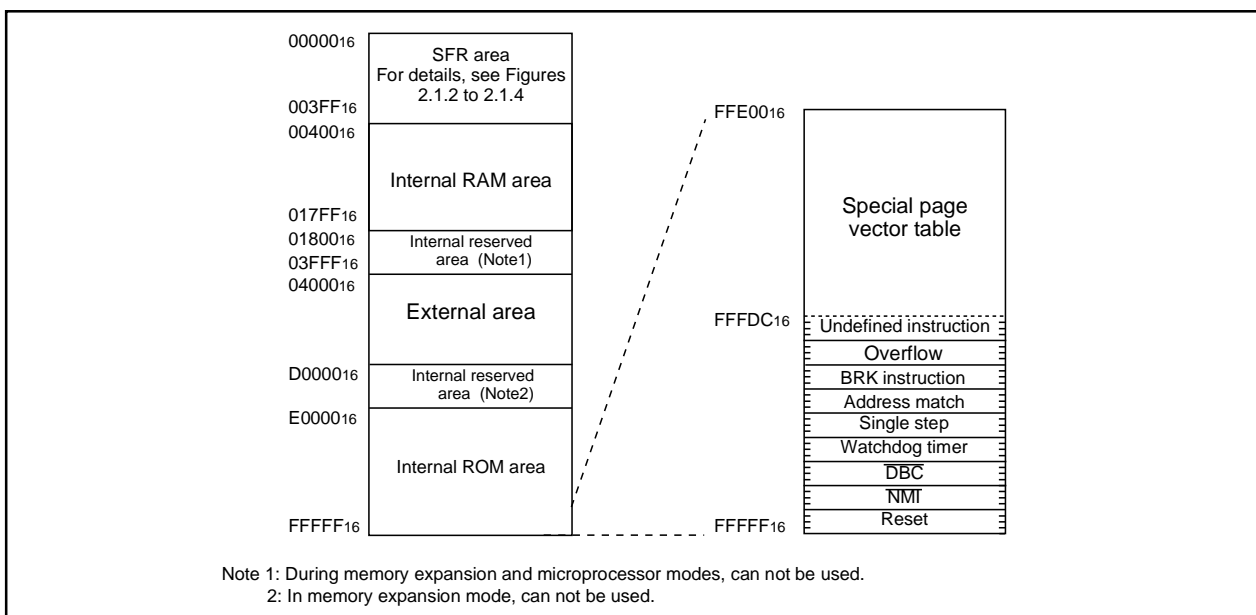 00000₁₆
SFR area
For details, see Figures
2.1.2 to 2.1.4
003FF₁₆
00400₁₆
Internal RAM area
017FF₁₆
01800₁₆
Internal reserved
area (Note1)
03FFF₁₆
04000₁₆
External area
D0000₁₆
Internal reserved
area (Note2)
E0000₁₆
Internal ROM area
FFFFF₁₆
FFE00₁₆
Special page
vector table
FFFDC₁₆
Undefined instruction
Overflow
BRK instruction
Address match
Single step
Watchdog timer
DBC
NMI
Reset
FFFFF₁₆
Note 1: During memory expansion and microprocessor modes, can not be used.
2: In memory expansion mode, can not be used.